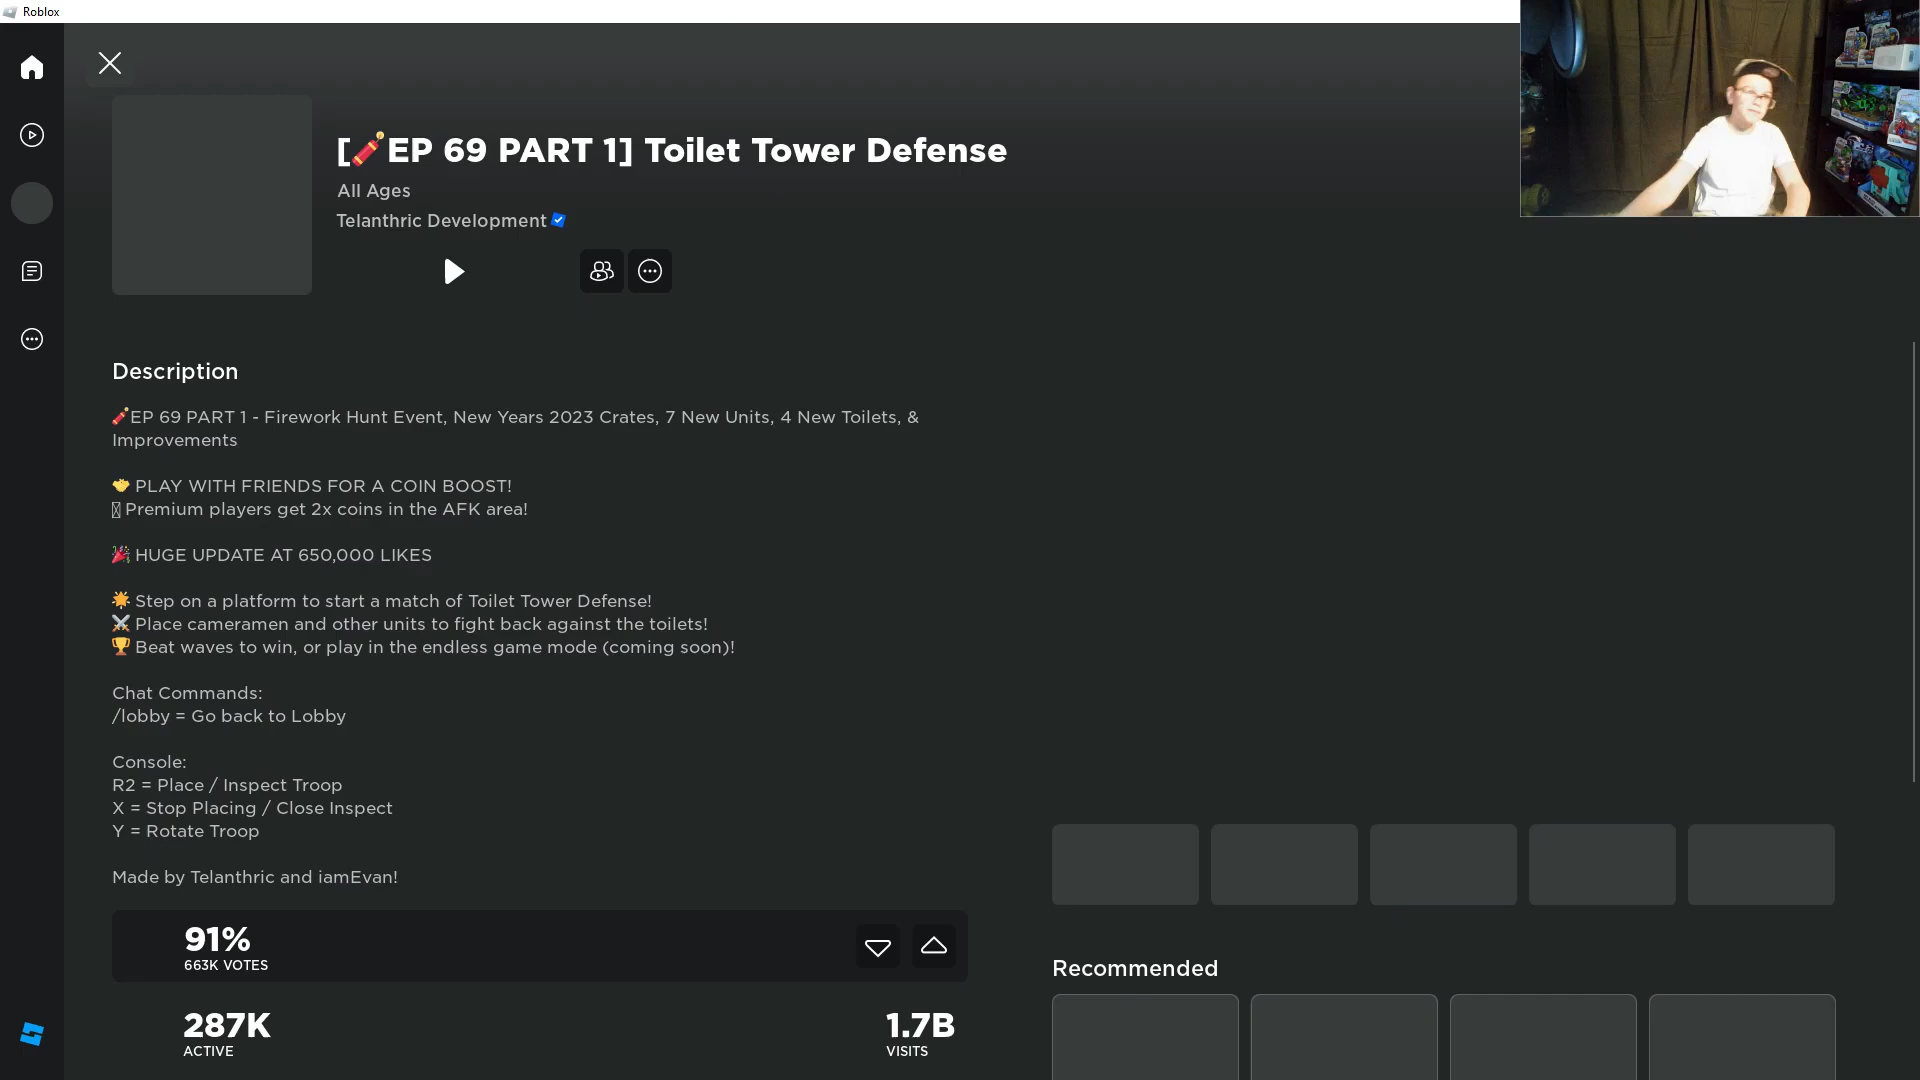 Roblox
[🧨EP 69 PART 1] Toilet Tower Defense
All Ages
Telanthric Development
Description
🧨EP 69 PART 1 - Firework Hunt Event, New Years 2023 Crates, 7 New Units, 4 New Toilets, &
Improvements
🤝 PLAY WITH FRIENDS FOR A COIN BOOST!
Premium players get 2x coins in the AFK area!
🎉 HUGE UPDATE AT 650,000 LIKES
🌟 Step on a platform to start a match of Toilet Tower Defense!
⚔️ Place cameramen and other units to fight back against the toilets!
🏆 Beat waves to win, or play in the endless game mode (coming soon)!
Chat Commands:
/lobby = Go back to Lobby
Console:
R2 = Place / Inspect Troop
X = Stop Placing / Close Inspect
Y = Rotate Troop
Made by Telanthric and iamEvan!
91%
663K VOTES
287K
ACTIVE
1.7B
VISITS
Recommended